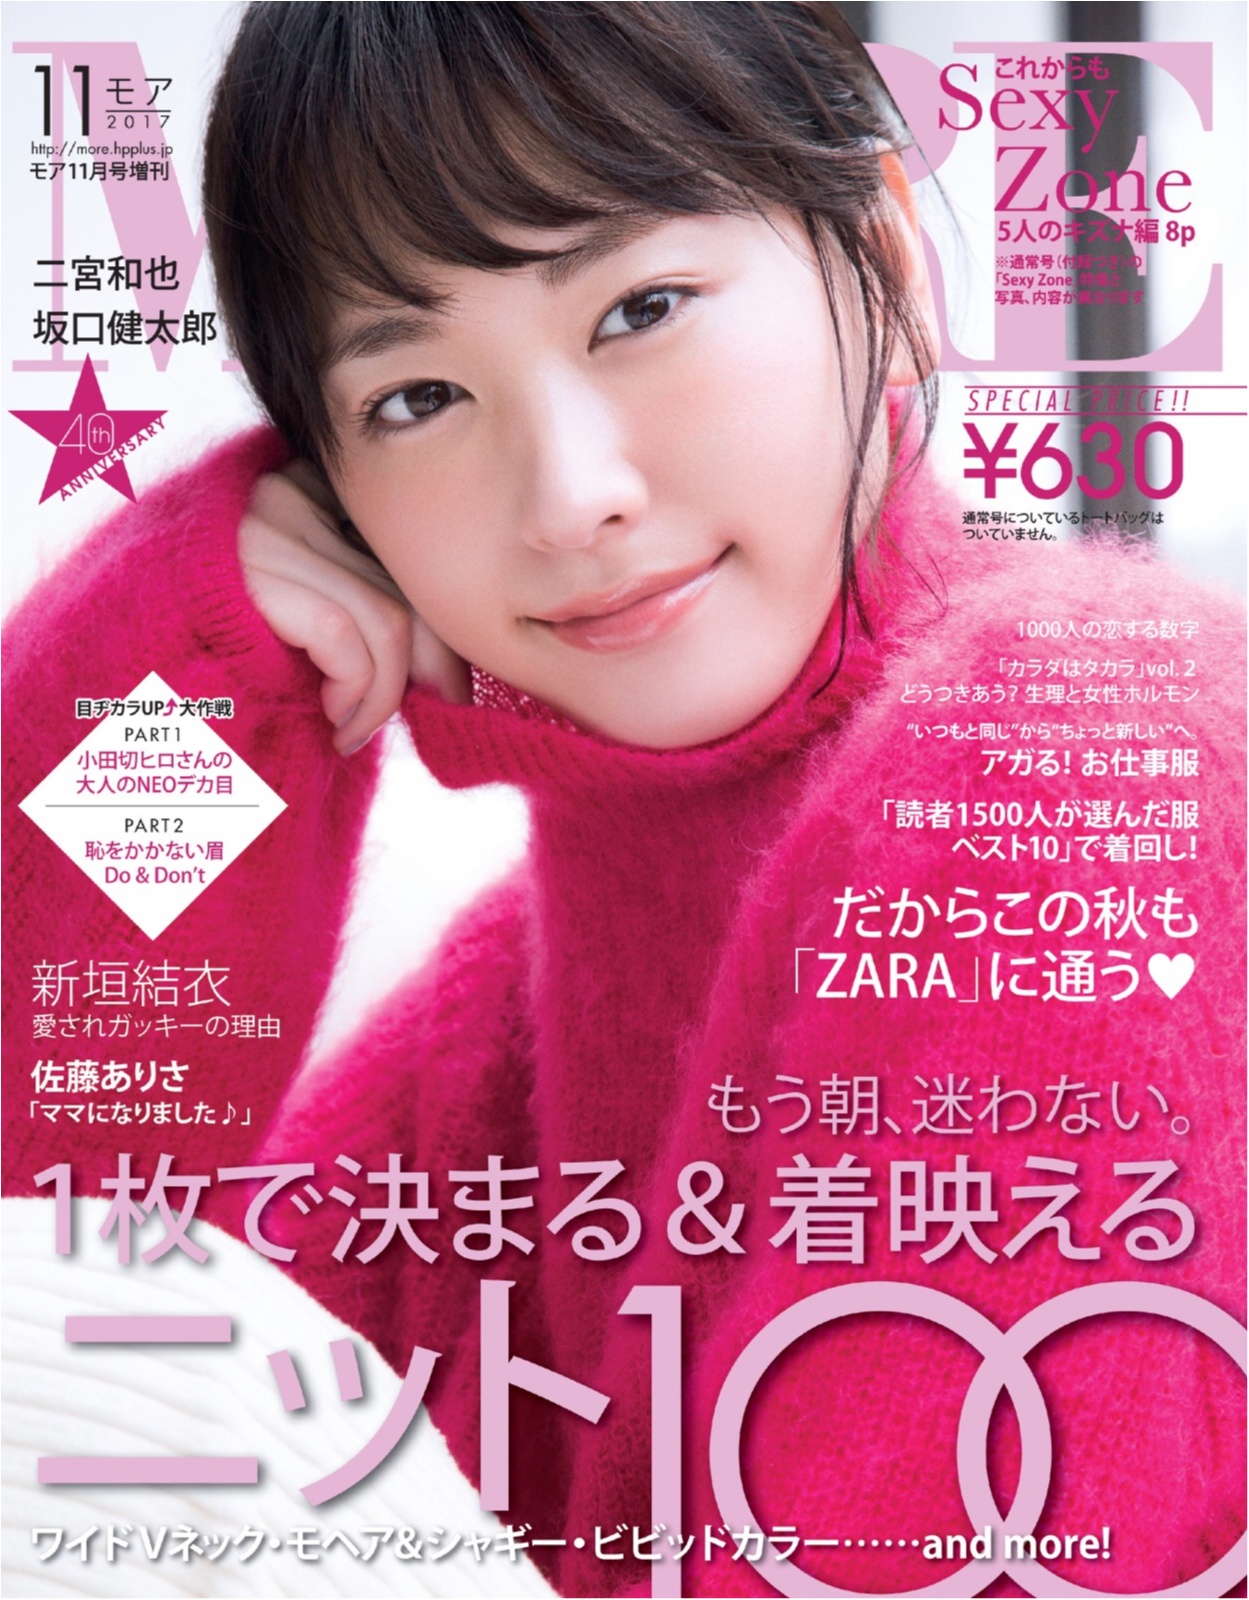 MORE
11 モア
2017
http://more.hpplus.jp
モア11月号増刊
二宮和也
坂口健太郎
40th
ANNIVERSARY
これからも
Sexy
Zone
5人のキズナ編 8p
※通常号(付録つき)の
「Sexy Zone」特集と
写真、内容が異なります
SPECIAL PRICE!!
¥630
通常号についているトートバッグは
ついていません。
1000人の恋する数字
「カラダはタカラ」vol. 2
どうつきあう? 生理と女性ホルモン
“いつもと同じ”から“ちょっと新しい”へ。
アガる! お仕事服
「読者1500人が選んだ服
ベスト10」で着回し!
だからこの秋も
「ZARA」に通う♥
目ヂカラUP⤴大作戦
PART1
小田切ヒロさんの
大人のNEOデカ目
PART2
恥をかかない眉
Do & Don't
新垣結衣
愛されガッキーの理由
佐藤ありさ
「ママになりました♪」
もう朝、迷わない。
1枚で決まる&着映える
ニット100
ワイドVネック・モヘア&シャギー・ビビッドカラー……and more!